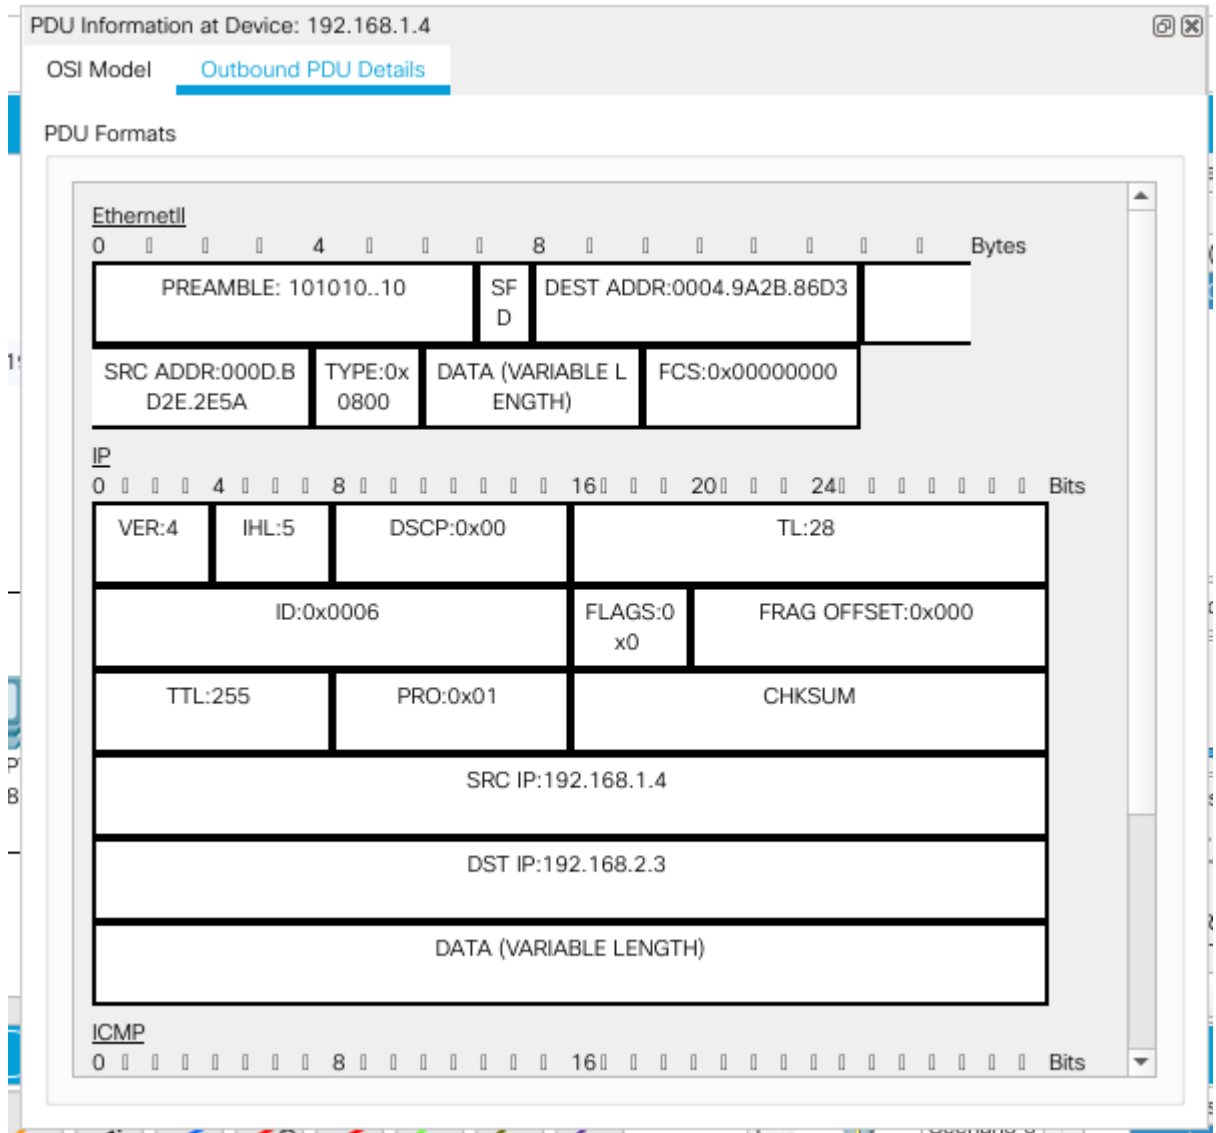 PDU Information at Device: 192.168.1.4
OSI Model Outbound PDU Details
PDU Formats
EthernetII
0 4 8 Bytes
PREAMBLE: 101010..10 SF DEST ADDR:0004.9A2B.86D3
D
SRC ADDR:000D.B TYPE:0x DATA (VARIABLE L FCS:0x00000000
D2E.2E5A 0800 ENGTH)
IP
0 4 8 16 20 24 Bits
VER:4 IHL:5 DSCP:0x00 TL:28
ID:0x0006 FLAGS:0 FRAG OFFSET:0x000
x0
TTL:255 PRO:0x01 CHKSUM
SRC IP:192.168.1.4
DST IP:192.168.2.3
DATA (VARIABLE LENGTH)
ICMP
0 8 16 Bits